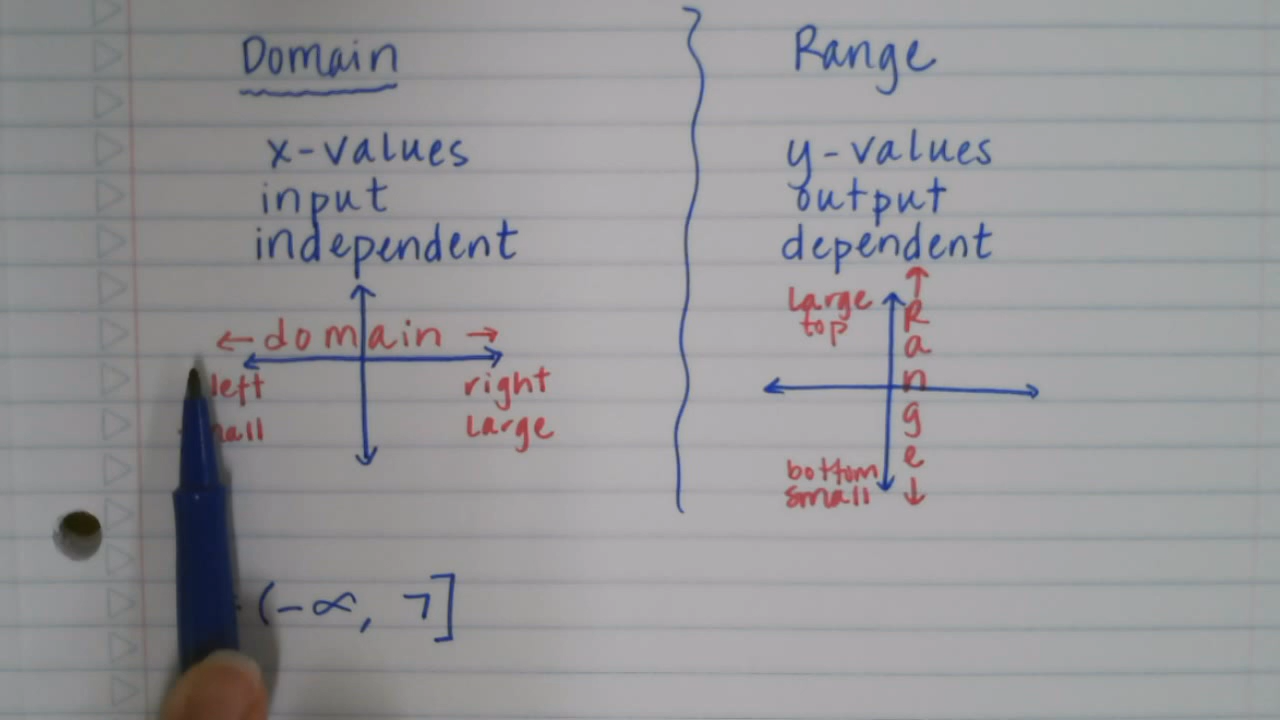 Domain
x-values
input
independent
← domain →
left
right
Large
(-∞, 7]
Range
y-values
output
dependent
Large
top
↑
R
a
n
g
e
↓
bottom
small